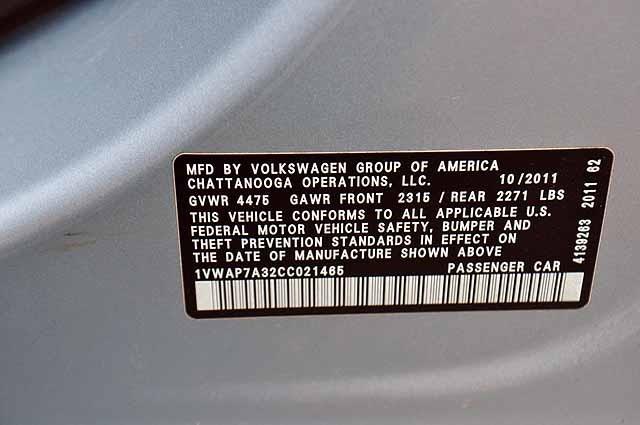 MFD BY VOLKSWAGEN GROUP OF AMERICA
CHATTANOOGA OPERATIONS, LLC. 10/2011
GVWR 4475 GAWR FRONT 2315 / REAR 2271 LBS
THIS VEHICLE CONFORMS TO ALL APPLICABLE U.S.
FEDERAL MOTOR VEHICLE SAFETY, BUMPER AND
THEFT PREVENTION STANDARDS IN EFFECT ON
THE DATE OF MANUFACTURE SHOWN ABOVE
1VWAP7A32CC021465 PASSENGER CAR
4139263 2011 62